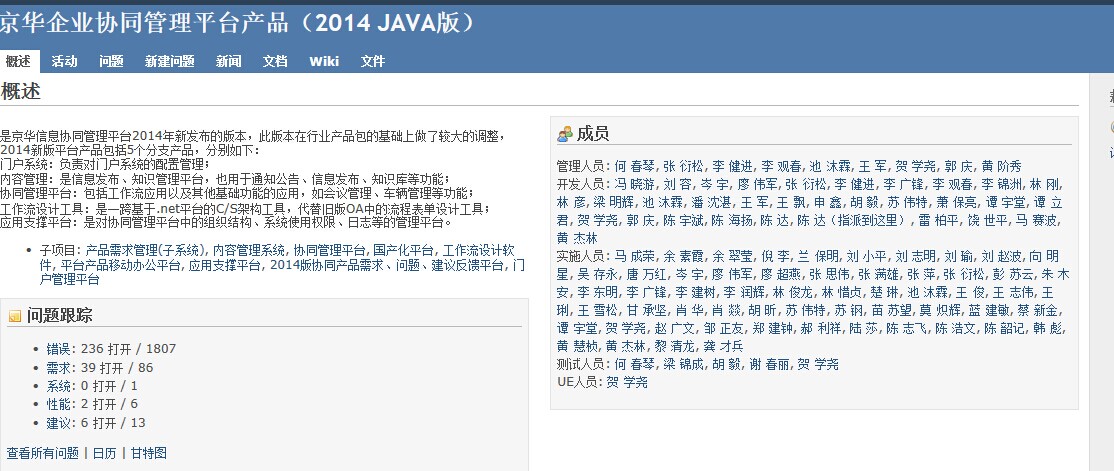 京华企业协同管理平台产品（2014 JAVA版）
概述 活动 问题 新建问题 新闻 文档 Wiki 文件
概述
是京华信息协同管理平台2014年新发布的版本，此版本在行业产品包的基础上做了较大的调整，
2014新版平台产品包括5个分支产品，分别如下：
门户系统：负责对门户系统的配置管理；
内容管理：是信息发布、知识管理平台，也用于通知公告、信息发布、知识库等功能；
协同管理平台：包括工作流应用以及其他基础功能的应用，如会议管理、车辆管理等功能；
工作流设计工具：是一跨基于.net平台的C/S架构工具，代替旧版OA中的流程表单设计工具；
应用支撑平台：是对协同管理平台中的组织结构、系统使用权限、日志等的管理平台。
• 子项目: 产品需求管理(子系统), 内容管理系统, 协同管理平台, 国产化平台, 工作流设计软
件, 平台产品移动办公平台, 应用支撑平台, 2014版协同产品需求、问题、建议反馈平台, 门
户管理平台
问题跟踪
• 错误: 236 打开 / 1807
• 需求: 39 打开 / 86
• 系统: 0 打开 / 1
• 性能: 2 打开 / 6
• 建议: 6 打开 / 13
查看所有问题 | 日历 | 甘特图
成员
管理人员: 何 春琴, 张 衍松, 李 健进, 李 观春, 池 沐霖, 王 军, 贺 学尧, 郭 庆, 黄 阶秀
开发人员: 冯 晓游, 刘 容, 岑 宇, 廖 伟军, 张 衍松, 李 健进, 李 广锋, 李 观春, 李 锦洲, 林 刚,
林 彦, 梁 明辉, 池 沐霖, 潘 沈湛, 王 军, 王 飘, 申 鑫, 胡 毅, 苏 伟特, 萧 保亮, 谭 宇堂, 谭 立
君, 贺 学尧, 郭 庆, 陈 宇斌, 陈 海扬, 陈 达, 陈 达（指派到这里）, 雷 柏平, 饶 世平, 马 赛波,
黄 杰林
实施人员: 马 成荣, 余 素霞, 余 翠莹, 倪 李, 兰 保明, 刘 小平, 刘 志明, 刘 瑜, 刘 赵波, 向 明
星, 吴 存永, 唐 万红, 岑 宇, 廖 伟军, 廖 超燕, 张 思伟, 张 满雄, 张 萍, 张 衍松, 彭 苏云, 朱 木
安, 李 东明, 李 广锋, 李 建树, 李 润辉, 林 俊龙, 林 惜贞, 楚 琳, 池 沐霖, 王 俊, 王 志伟, 王
琍, 王 雪松, 甘 承坚, 肖 华, 肖 燚, 胡 昕, 苏 伟特, 苏 钢, 苗 苏望, 莫 炽辉, 蓝 建敏, 蔡 新金,
谭 宇堂, 贺 学尧, 赵 广文, 邹 正友, 郑 建钟, 郝 利祥, 陆 莎, 陈 志飞, 陈 浩文, 陈 韶记, 韩 彪,
黄 慧桢, 黄 杰林, 黎 清龙, 龚 才兵
测试人员: 何 春琴, 梁 锦成, 胡 毅, 谢 春丽, 贺 学尧
UE人员: 贺 学尧